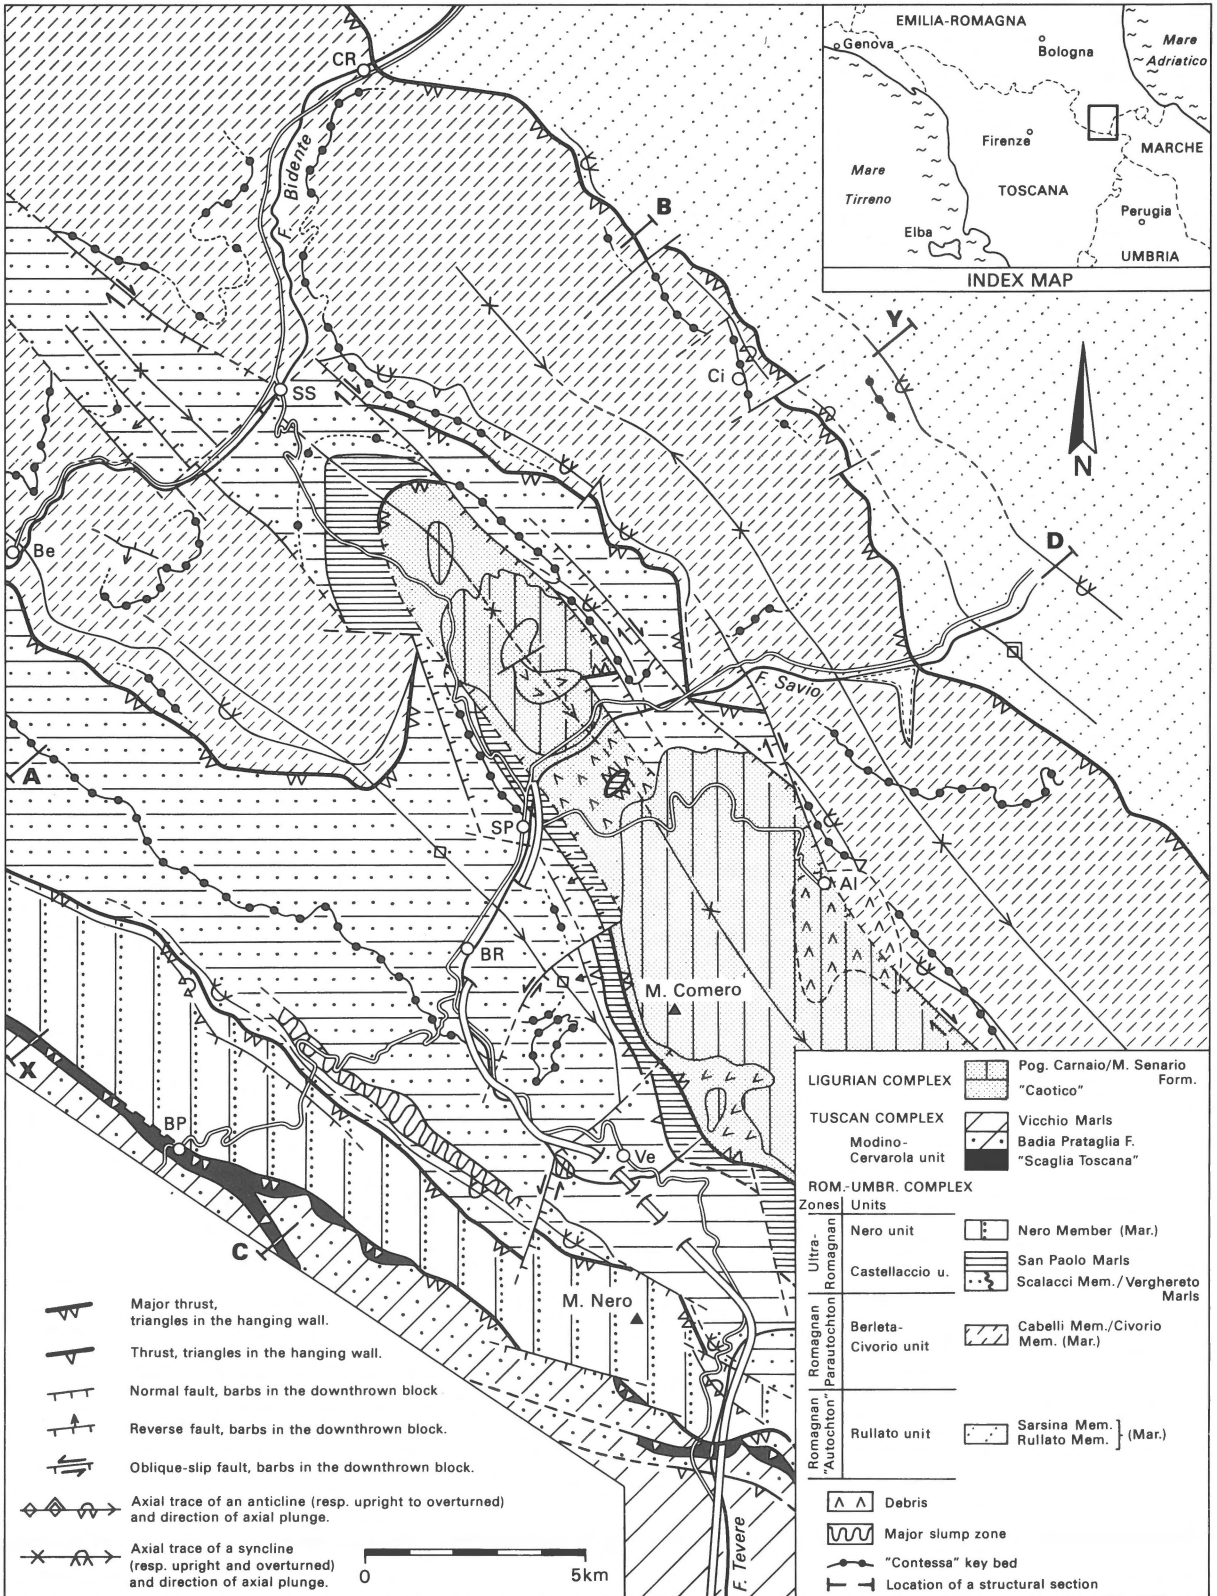 EMILIA-ROMAGNA
Genova
Bologna
Mare
Adriatico
Firenze
MARCHE
Mare
Tirreno
TOSCANA
Perugia
Elba
UMBRIA
INDEX MAP
CR
F. Bidente
B
Y
Ci
SS
N
Be
D
F. Savio
A
SP
Al
BR
M. Comero
X
BP
Ve
C
M. Nero
F. Tevere
LIGURIAN COMPLEX
Pog. Carnaio/M. Senario
Form.
"Caotico"
TUSCAN COMPLEX
Modino-
Cervarola unit
Vicchio Marls
Badia Prataglia F.
"Scaglia Toscana"
ROM.-UMBR. COMPLEX
Zones Units
Ultra-
Romagnan
Nero unit
Nero Member (Mar.)
Castellaccio u.
San Paolo Marls
Scalacci Mem./Verghereto
Marls
Romagnan
Parautochton
Berleta-
Civorio unit
Cabelli Mem./Civorio
Mem. (Mar.)
Romagnan
"Autochton"
Rullato unit
Sarsina Mem.
Rullato Mem. } (Mar.)
Debris
Major slump zone
"Contessa" key bed
Location of a structural section
Major thrust,
triangles in the hanging wall.
Thrust, triangles in the hanging wall.
Normal fault, barbs in the downthrown block
Reverse fault, barbs in the downthrown block.
Oblique-slip fault, barbs in the downthrown block.
Axial trace of an anticline (resp. upright to overturned)
and direction of axial plunge.
Axial trace of a syncline
(resp. upright and overturned)
and direction of axial plunge.
0 5km